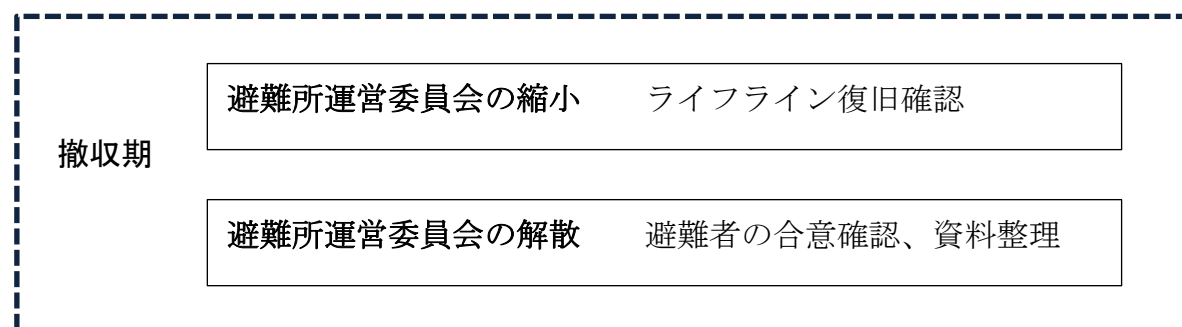 避難所運営委員会の縮小 ライフライン復旧確認
撤収期
避難所運営委員会の解散 避難者の合意確認、資料整理